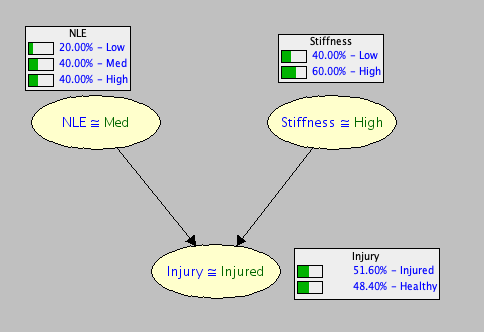 NLE
20.00% - Low
40.00% - Med
40.00% - High
Stiffness
40.00% - Low
60.00% - High
NLE ≅ Med
Stiffness ≅ High
Injury ≅ Injured
Injury
51.60% - Injured
48.40% - Healthy